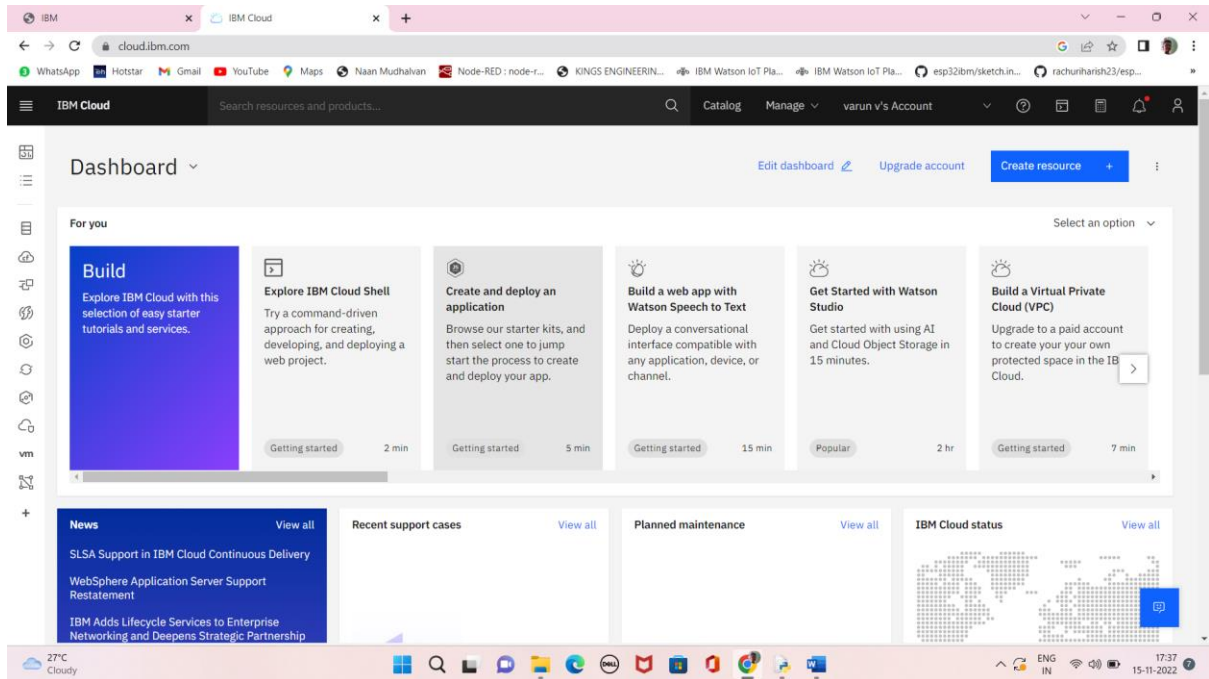 IBM
IBM Cloud
cloud.ibm.com
WhatsApp
Hotstar
Gmail
YouTube
Maps
Naan Mudhalvan
Node-RED : node-r...
KINGS ENGINEERIN...
IBM Watson IoT Pla...
IBM Watson IoT Pla...
esp32ibm/sketch.in...
rachuriharish23/esp...
»
IBM Cloud
Search resources and products...
Catalog
Manage
varun v's Account
Dashboard
Edit dashboard
Upgrade account
Create resource +
For you
Select an option
Build
Explore IBM Cloud with this
selection of easy starter
tutorials and services.
Explore IBM Cloud Shell
Try a command-driven
approach for creating,
developing, and deploying a
web project.
Getting started
2 min
Create and deploy an
application
Browse our starter kits, and
then select one to jump
start the process to create
and deploy your app.
Getting started
5 min
Build a web app with
Watson Speech to Text
Deploy a conversational
interface compatible with
any application, device, or
channel.
Getting started
15 min
Get Started with Watson
Studio
Get started with using AI
and Cloud Object Storage in
15 minutes.
Popular
2 hr
Build a Virtual Private
Cloud (VPC)
Upgrade to a paid account
to create your your own
protected space in the IB
Cloud.
Getting started
7 min
vm
News
View all
SLSA Support in IBM Cloud Continuous Delivery
WebSphere Application Server Support
Restatement
IBM Adds Lifecycle Services to Enterprise
Networking and Deepens Strategic Partnership
Recent support cases
View all
Planned maintenance
View all
IBM Cloud status
View all
27°C
Cloudy
DELL
ENG
IN
17:37
15-11-2022